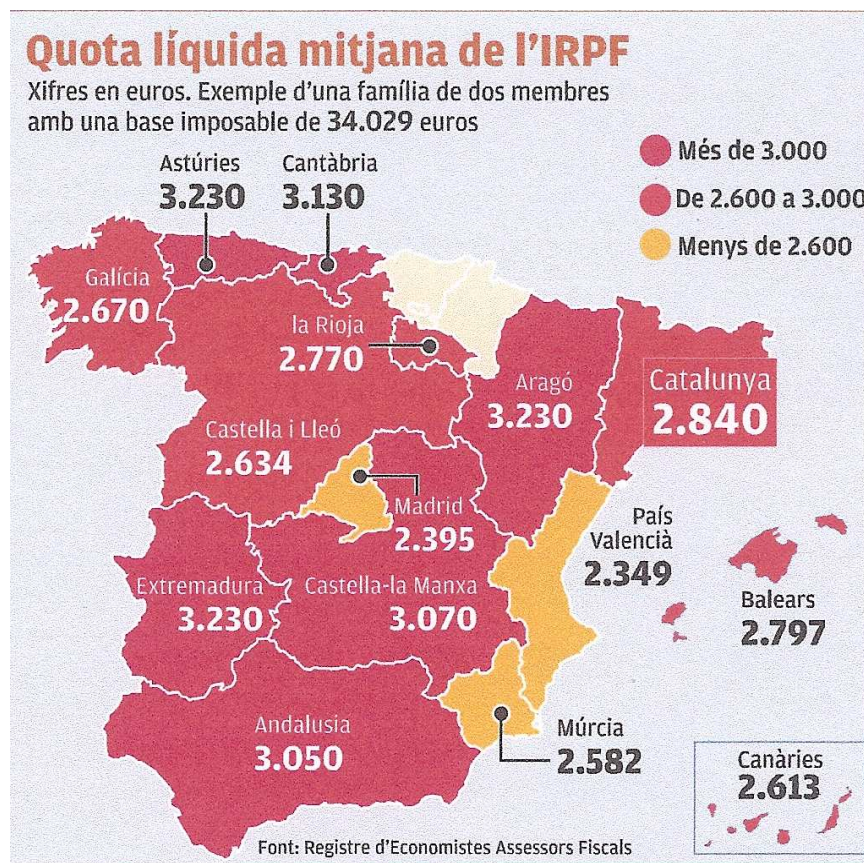 Quota líquida mitjana de l'IRPF
Xifres en euros. Exemple d'una família de dos membres
amb una base imposable de 34.029 euros
Més de 3.000
De 2.600 a 3.000
Menys de 2.600
Astúries
3.230
Cantàbria
3.130
Galícia
2.670
la Rioja
2.770
Aragó
3.230
Catalunya
2.840
Castella i Lleó
2.634
Madrid
2.395
País
Valencià
2.349
Balears
2.797
Extremadura
3.230
Castella-la Manxa
3.070
Andalusia
3.050
Múrcia
2.582
Canàries
2.613
Font: Registre d'Economistes Assessors Fiscals